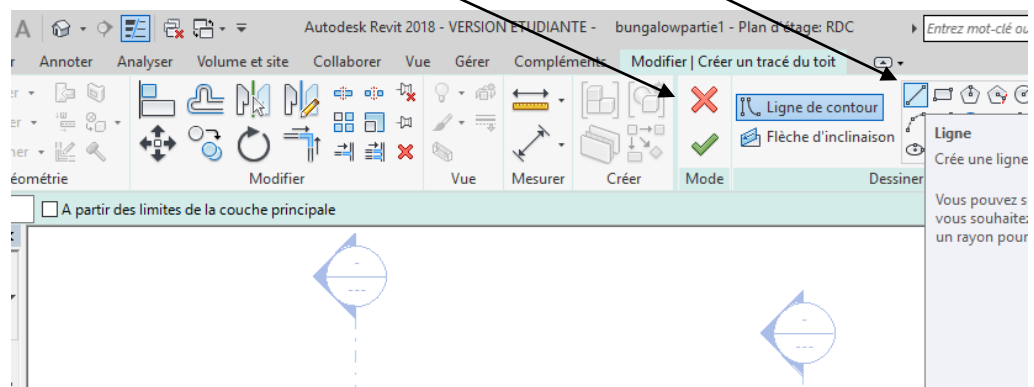 Autodesk Revit 2018 - VERSION ETUDIANTE - bungalowpartie1 - Plan d'étage: RDC
Entrez mot-clé ou
r Annoter Analyser Volume et site Collaborer Vue Gérer Compléments Modifier | Créer un tracé du toit
er
er
ner
Ligne de contour
Flèche d'inclinaison
éométrie Modifier Vue Mesurer Créer Mode Dessiner
Ligne
Crée une ligne
Vous pouvez s
vous souhaitez
un rayon pour
A partir des limites de la couche principale